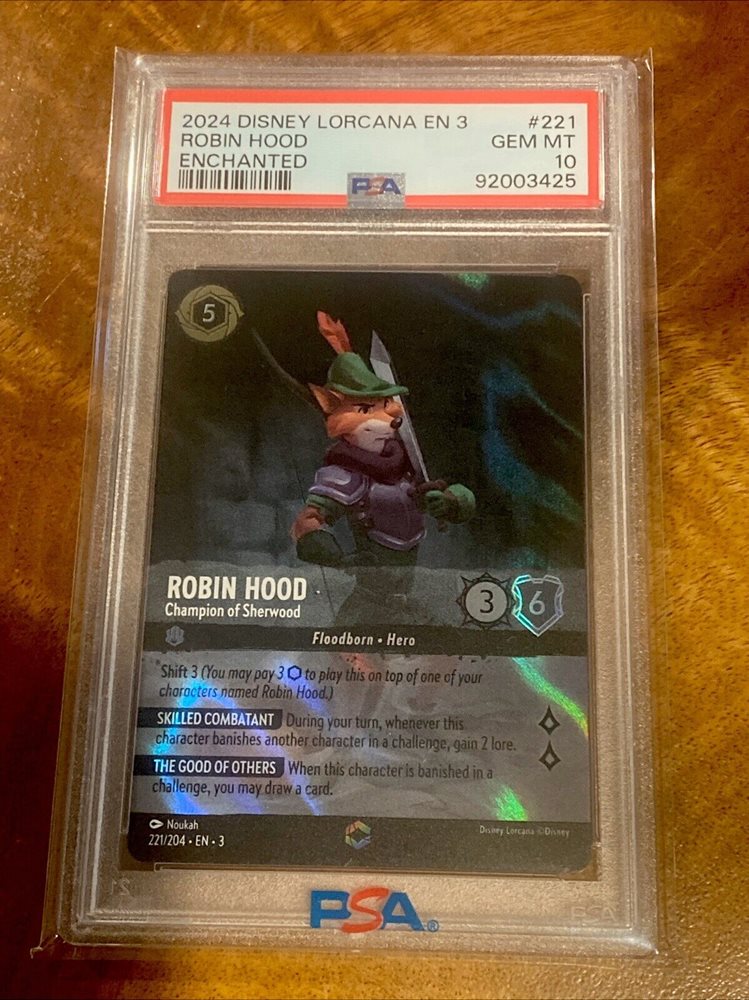 2024 DISNEY LORCANA EN 3 #221
ROBIN HOOD GEM MT
ENCHANTED 10
PSA 92003425
5
ROBIN HOOD
Champion of Sherwood
3 6
Floodborn • Hero
Shift 3 (You may pay 3 to play this on top of one of your
characters named Robin Hood.)
SKILLED COMBATANT During your turn, whenever this
character banishes another character in a challenge, gain 2 lore.
THE GOOD OF OTHERS When this character is banished in a
challenge, you may draw a card.
Noukah
221/204 • EN • 3
Disney Lorcana ©Disney
PSA®